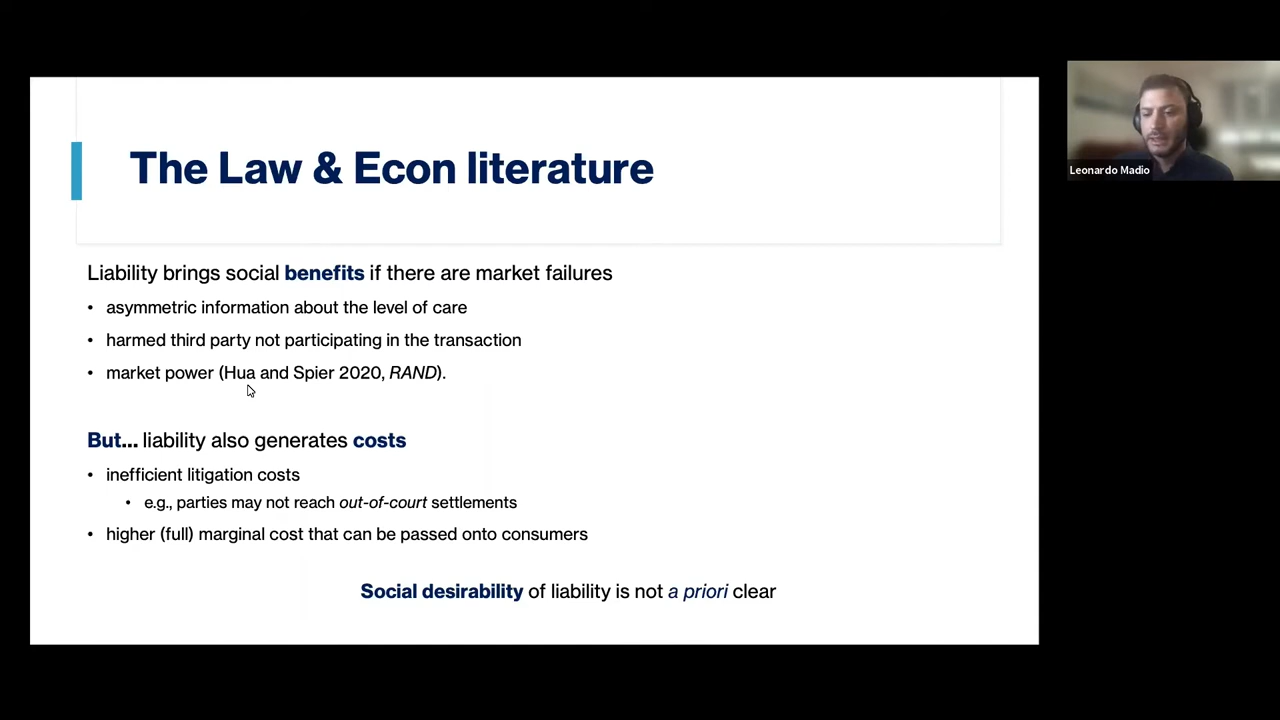 The Law & Econ literature
Leonardo Madio
Liability brings social benefits if there are market failures
• asymmetric information about the level of care
• harmed third party not participating in the transaction
• market power (Hua and Spier 2020, RAND).
But... liability also generates costs
• inefficient litigation costs
• e.g., parties may not reach out-of-court settlements
• higher (full) marginal cost that can be passed onto consumers
Social desirability of liability is not a priori clear